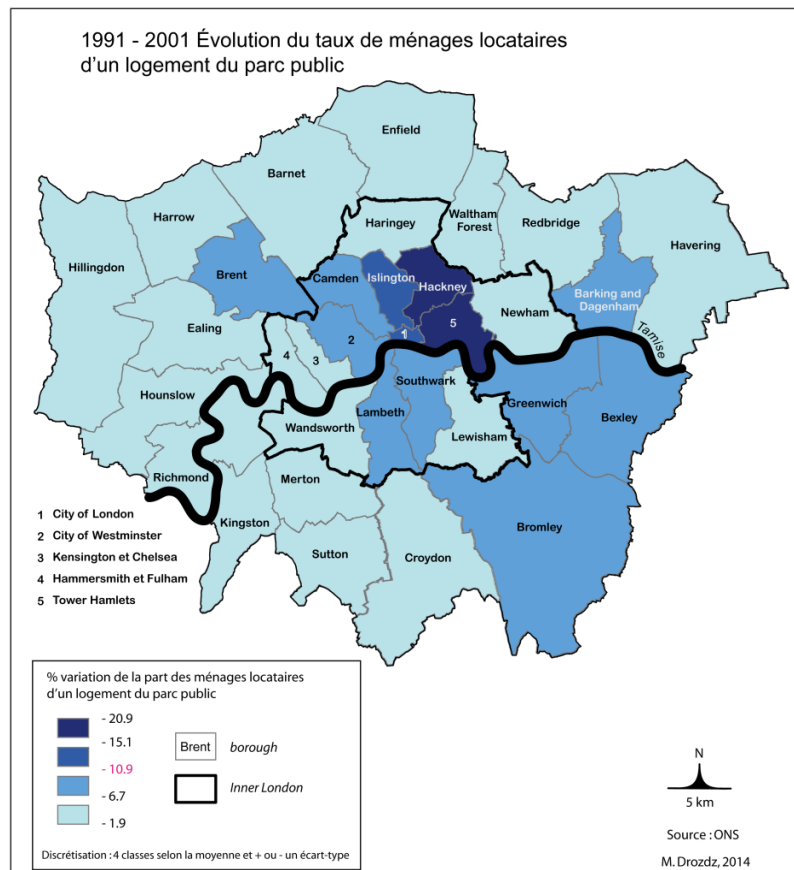 1991 - 2001 Évolution du taux de ménages locataires
d'un logement du parc public
Enfield
Barnet
Harrow
Haringey
Waltham
Forest
Redbridge
Havering
Hillingdon
Brent
Camden
Islington
Hackney
Newham
Barking and
Dagenham
Ealing
1
5
2
4
3
Tamise
Hounslow
Southwark
Lambeth
Greenwich
Bexley
Wandsworth
Lewisham
Richmond
Merton
Kingston
Bromley
Sutton
Croydon
1 City of London
2 City of Westminster
3 Kensington et Chelsea
4 Hammersmith et Fulham
5 Tower Hamlets
% variation de la part des ménages locataires
d'un logement du parc public
- 20.9
- 15.1
- 10.9
- 6.7
- 1.9
Brent borough
Inner London
Discrétisation : 4 classes selon la moyenne et + ou - un écart-type
N
5 km
Source : ONS
M. Drozdz, 2014